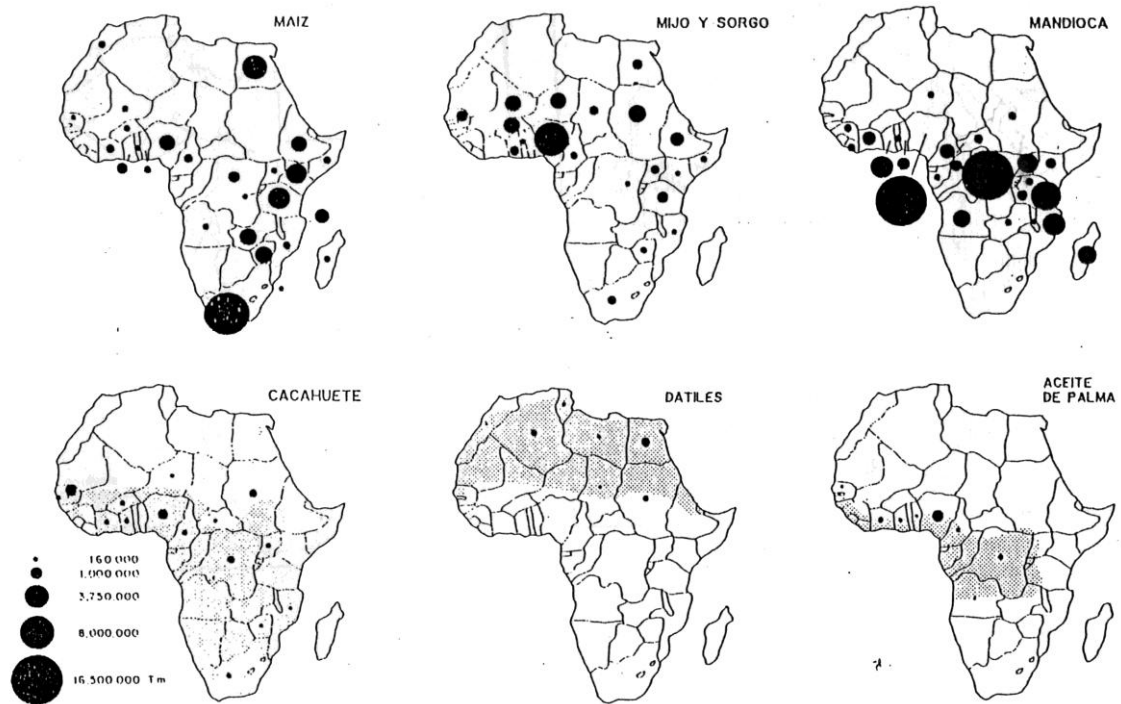 MAIZ
MIJO Y SORGO
MANDIOCA
CACAHUETE
DATILES
ACEITE
DE PALMA
160.000
1.000.000
3.750.000
8.000.000
16.500.000 Tm